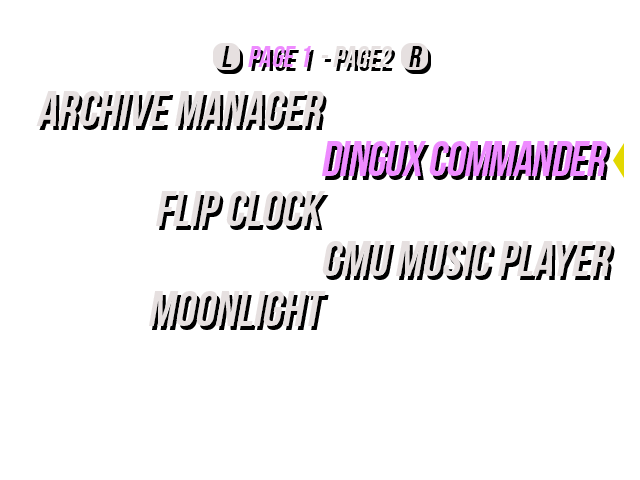 L PAGE 1 - PAGE2 R
ARCHIVE MANAGER
DINGUX COMMANDER
FLIP CLOCK
GMU MUSIC PLAYER
MOONLIGHT